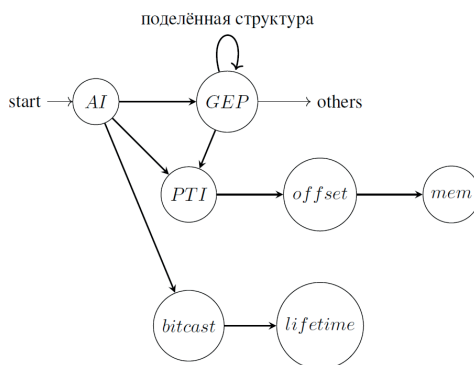 поделённая структура
start AI GEP others
PTI offset mem
bitcast lifetime